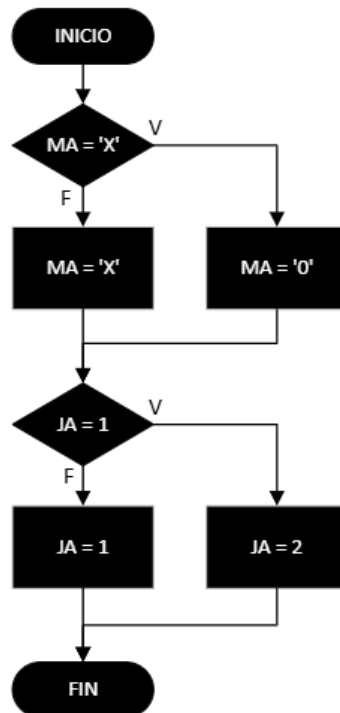 INICIO
MA = 'X'
V
F
MA = 'X'
MA = '0'
JA = 1
V
F
JA = 1
JA = 2
FIN